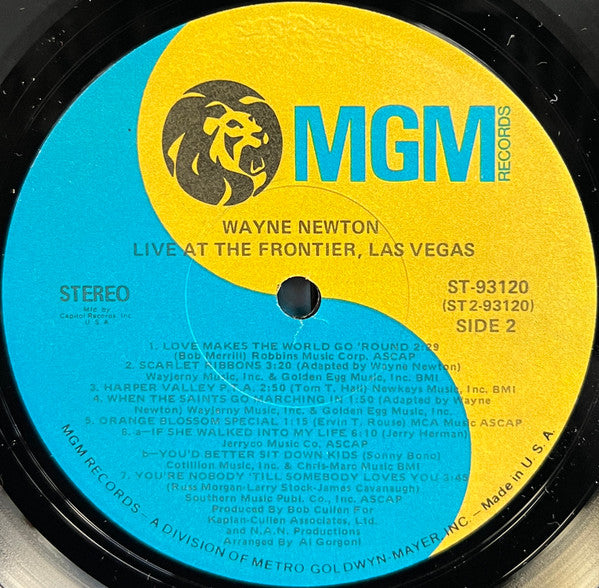 MGM
RECORDS
WAYNE NEWTON
LIVE AT THE FRONTIER, LAS VEGAS
STEREO
Mfd by
Capitol Records, Inc.
U S A
ST-93120
(ST2-93120)
SIDE 2
1. LOVE MAKES THE WORLD GO 'ROUND 2:29
(Bob Merrill) Robbins Music Corp. ASCAP
2. SCARLET RIBBONS 3:20 (Adapted by Wayne Newton)
Wayjerny Music, Inc. & Golden Egg Music, Inc. BMI
3. HARPER VALLEY P.T.A. 2:50 (Tom T. Hall) Newkeys Music, Inc. BMI
4. WHEN THE SAINTS GO MARCHING IN 1:50 (Adapted by Wayne
Newton) Wayjerny Music, Inc. & Golden Egg Music, Inc. BMI
5. ORANGE BLOSSOM SPECIAL 1:15 (Ervin T. Rouse) MCA Music ASCAP
6. a—IF SHE WALKED INTO MY LIFE 6:10 (Jerry Herman)
Jerryco Music Co. ASCAP
b—YOU'D BETTER SIT DOWN KIDS (Sonny Bono)
Cotillion Music, Inc. & Chris-Marc Music BMI
7. YOU'RE NOBODY 'TILL SOMEBODY LOVES YOU 3:45
(Russ Morgan-Larry Stock-James Cavanaugh)
Southern Music Publ. Co., Inc. ASCAP
Produced By Bob Cullen For
Kaplan-Cullen Associates, Ltd.
and N.A.N. Productions
Arranged By Al Gorgoni
MGM RECORDS – A DIVISION OF METRO GOLDWYN-MAYER, INC. – Made in U.S.A.